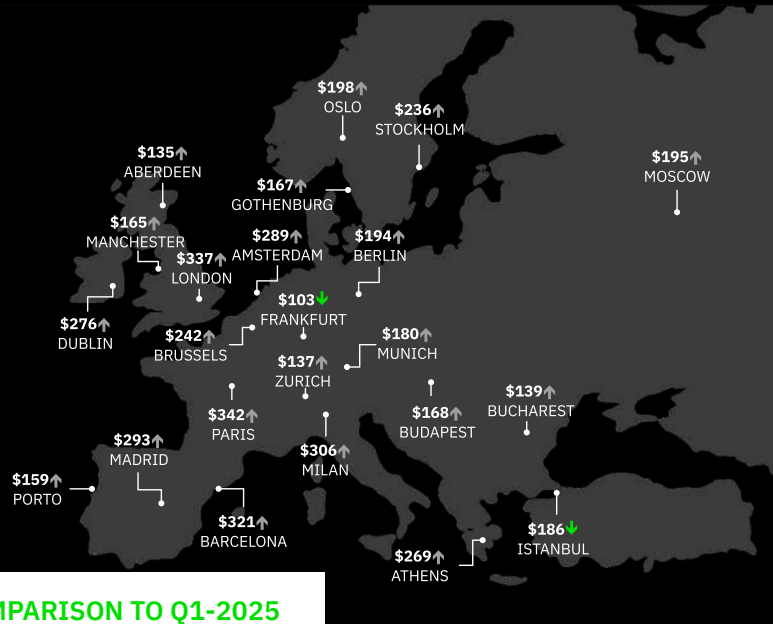 $198↑
OSLO
$236↑
STOCKHOLM
$135↑
ABERDEEN
$195↑
MOSCOW
$167↑
GOTHENBURG
$165↑
MANCHESTER
$289↑
AMSTERDAM
$194↑
BERLIN
$337↑
LONDON
$103↓
FRANKFURT
$276↑
DUBLIN
$242↑
BRUSSELS
$180↑
MUNICH
$137↑
ZURICH
$139↑
BUCHAREST
$342↑
PARIS
$168↑
BUDAPEST
$293↑
MADRID
$306↑
MILAN
$159↑
PORTO
$321↑
BARCELONA
$186↓
ISTANBUL
$269↑
ATHENS
MPARISON TO Q1-2025